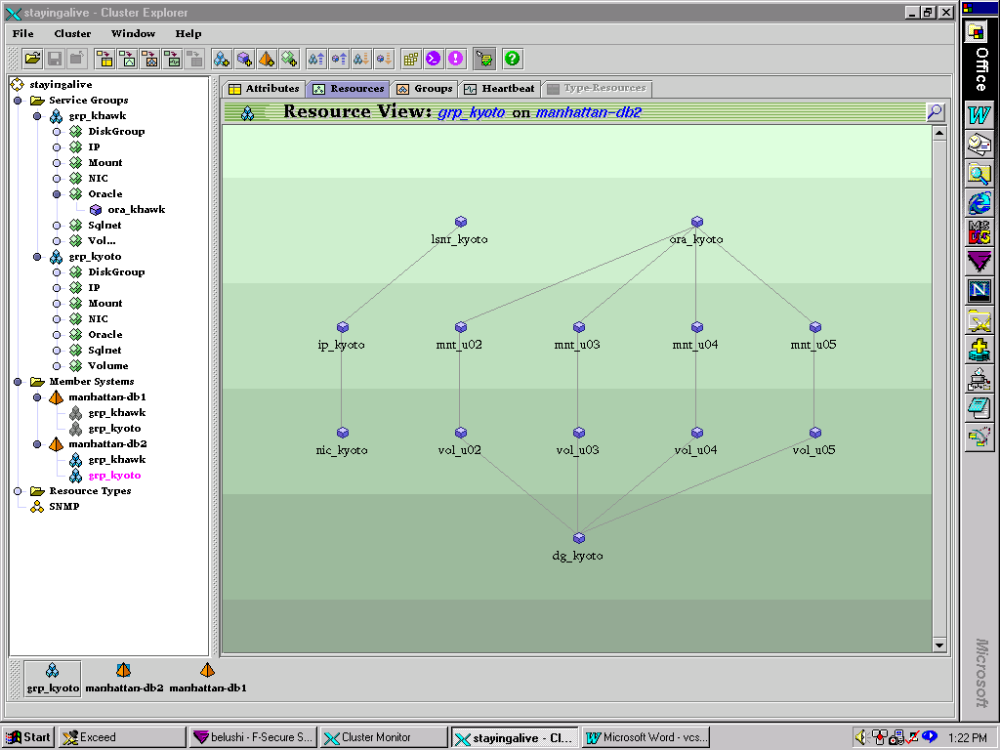 stayingalive - Cluster Explorer
File Cluster Window Help
stayingalive
Service Groups
grp_khawk
DiskGroup
IP
Mount
NIC
Oracle
ora_khawk
Sqlnet
Vol...
grp_kyoto
DiskGroup
IP
Mount
NIC
Oracle
Sqlnet
Volume
Member Systems
manhattan-db1
grp_khawk
grp_kyoto
manhattan-db2
grp_khawk
grp_kyoto
Resource Types
SNMP
Attributes Resources Groups Heartbeat Type-Resources
Resource View: grp_kyoto on manhattan-db2
lsnr_kyoto ora_kyoto
ip_kyoto mnt_u02 mnt_u03 mnt_u04 mnt_u05
nic_kyoto vol_u02 vol_u03 vol_u04 vol_u05
dg_kyoto
grp_kyoto manhattan-db2 manhattan-db1
Office
Microsoft
Start Exceed belushi - F-Secure S... Cluster Monitor stayingalive - Cl... Microsoft Word - vcs... 1:22 PM